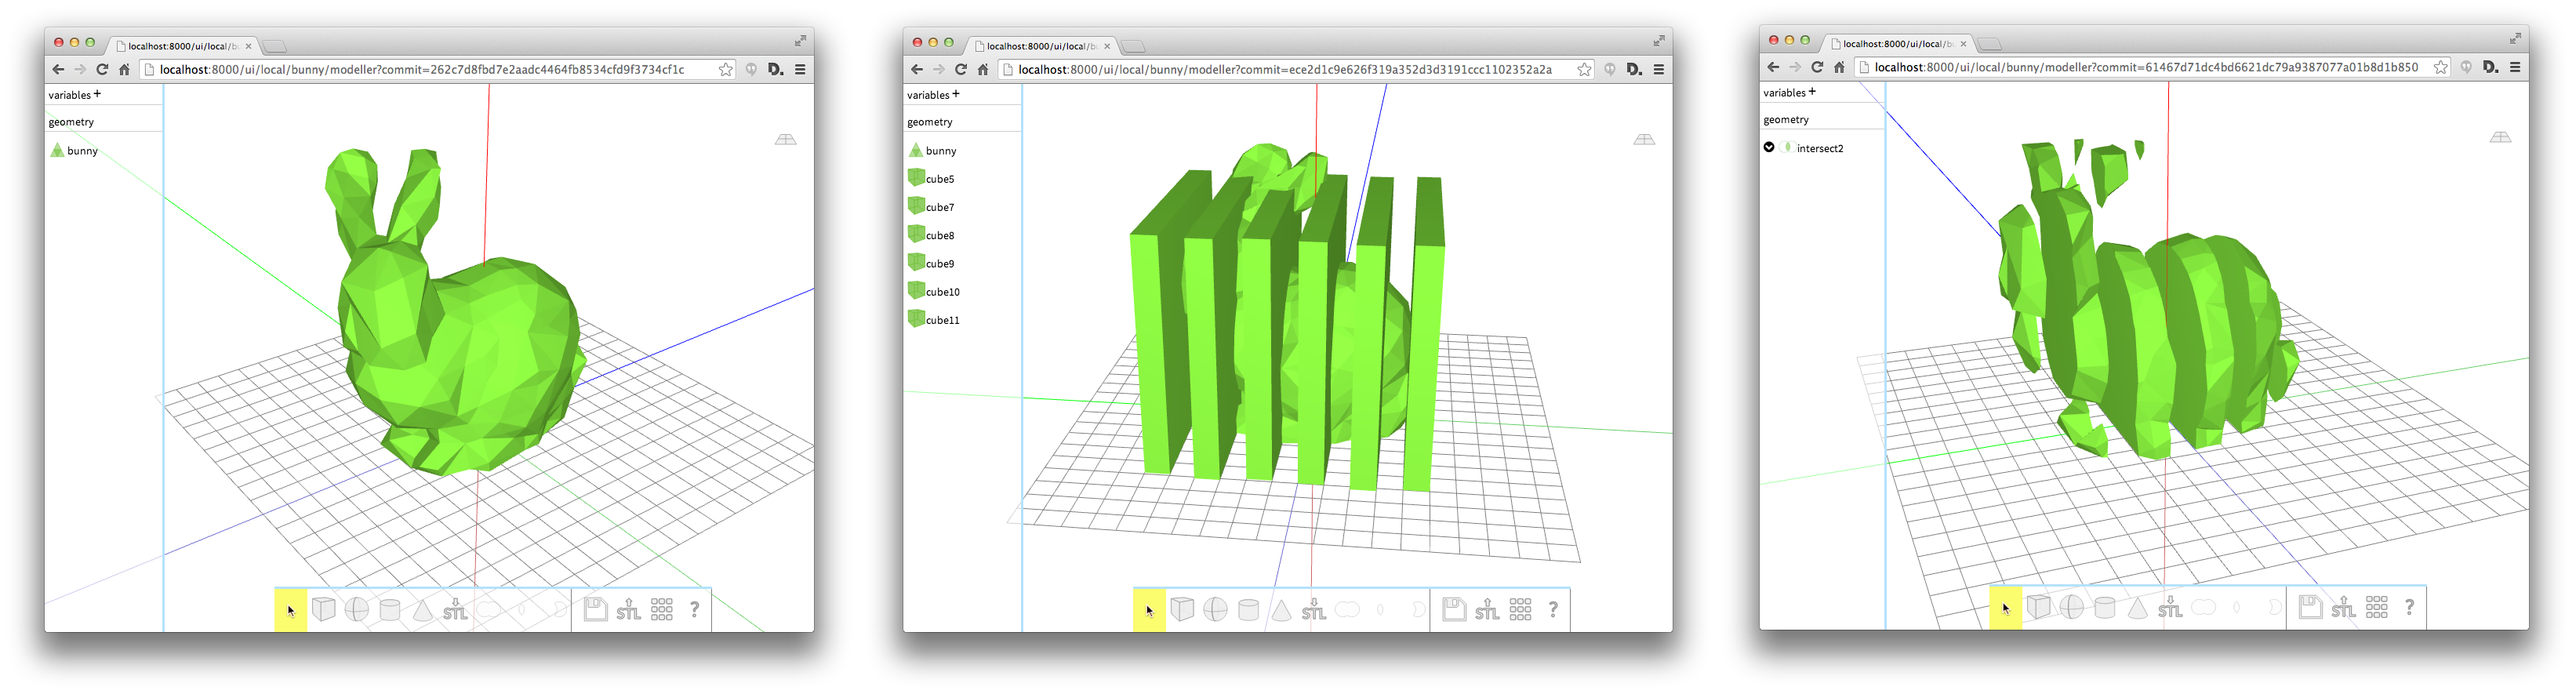 localhost:8000/ui/local/bu
localhost:8000/ui/local/bunny/modeller?commit=262c7d8fbd7e2aadc4464fb8534cfd9f3734cf1c
D.
variables +
geometry
bunny
STL
STL
?
localhost:8000/ui/local/bu
localhost:8000/ui/local/bunny/modeller?commit=ece2d1c9e626f319a352d3d3191ccc1102352a2a
D.
variables +
geometry
bunny
cube5
cube7
cube8
cube9
cube10
cube11
STL
STL
?
localhost:8000/ui/local/bu
localhost:8000/ui/local/bunny/modeller?commit=61467d71dc4bd6621dc79a9387077a01b8d1b850
D.
variables +
geometry
intersect2
STL
STL
?